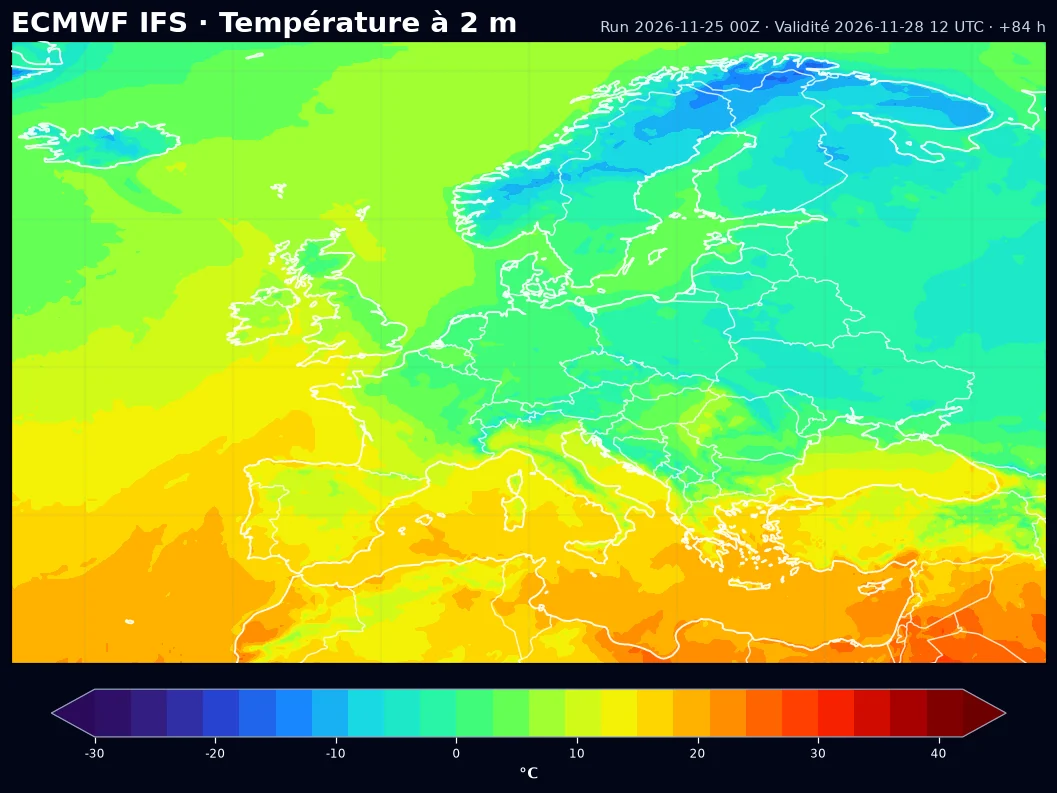 ECMWF IFS · Température à 2 m
Run 2026-11-25 00Z · Validité 2026-11-28 12 UTC · +84 h
-30 -20 -10 0 10 20 30 40
°C